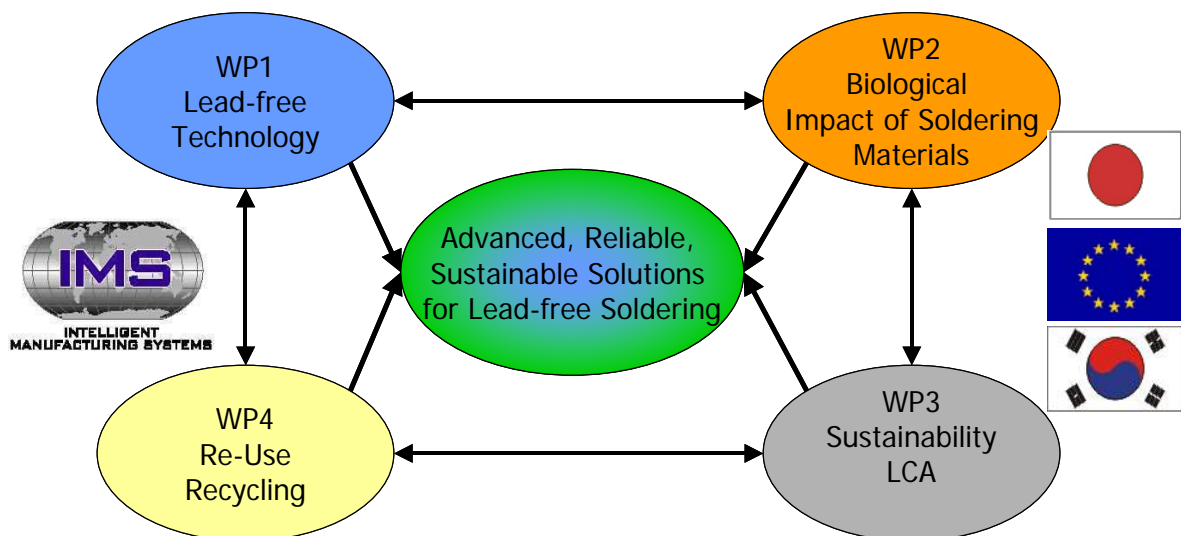 WP1
Lead-free
Technology
WP2
Biological
Impact of Soldering
Materials
Advanced, Reliable,
Sustainable Solutions
for Lead-free Soldering
IMS
INTELLIGENT
MANUFACTURING SYSTEMS
WP4
Re-Use
Recycling
WP3
Sustainability
LCA